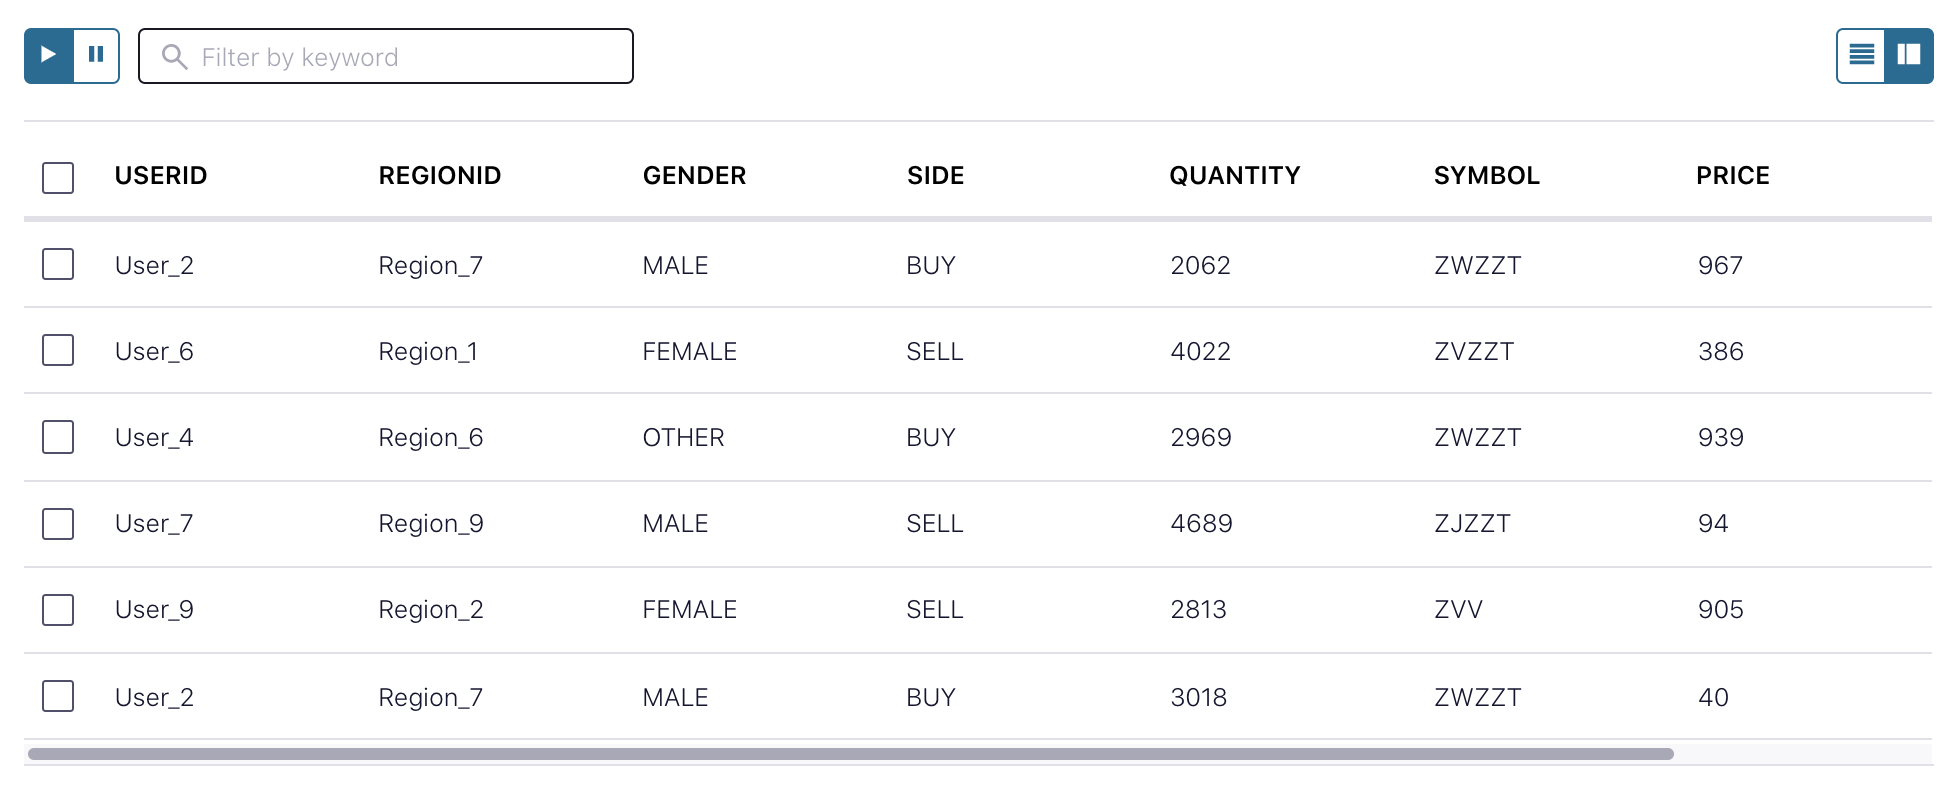 Filter by keyword
USERID REGIONID GENDER SIDE QUANTITY SYMBOL PRICE
User_2 Region_7 MALE BUY 2062 ZWZZT 967
User_6 Region_1 FEMALE SELL 4022 ZVZZT 386
User_4 Region_6 OTHER BUY 2969 ZWZZT 939
User_7 Region_9 MALE SELL 4689 ZJZZT 94
User_9 Region_2 FEMALE SELL 2813 ZVV 905
User_2 Region_7 MALE BUY 3018 ZWZZT 40